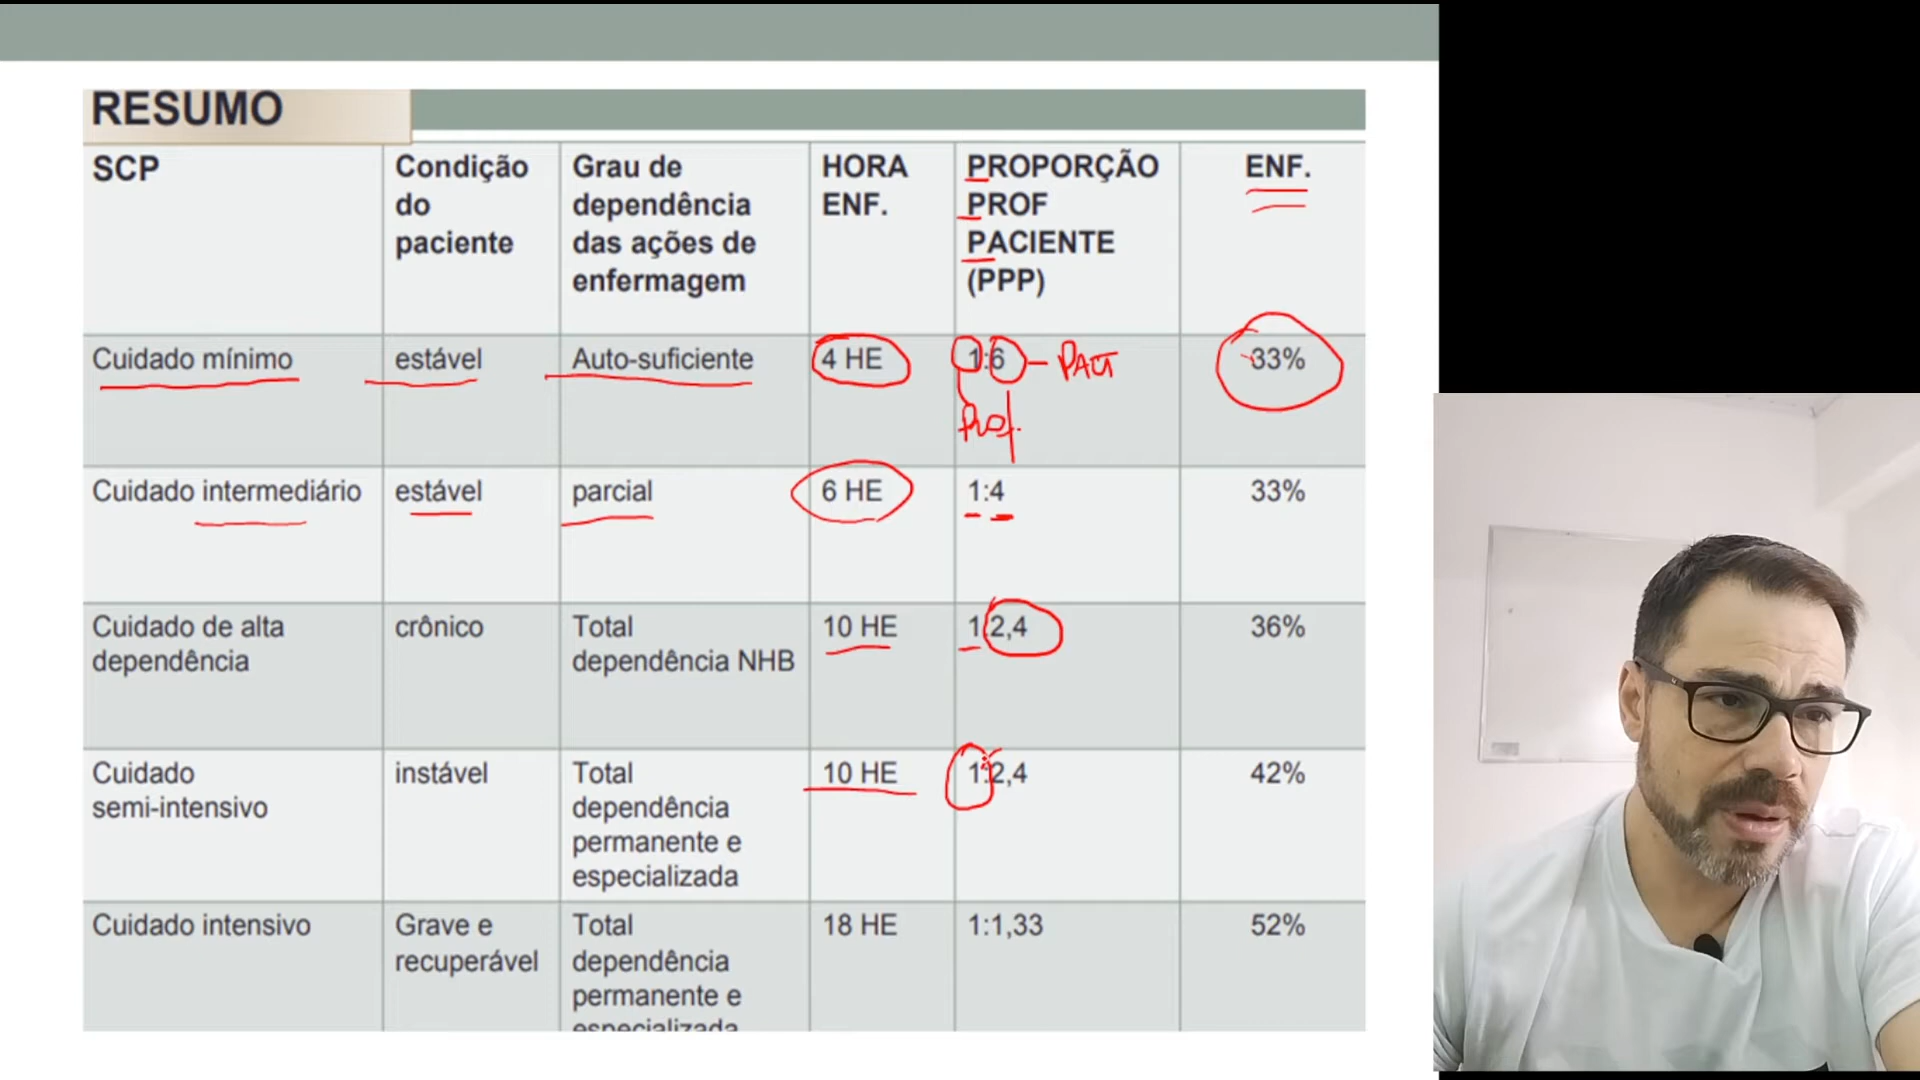 RESUMO
SCP
Condição
do
paciente
Grau de
dependência
das ações de
enfermagem
HORA
ENF.
PROPORÇÃO
PROF
PACIENTE
(PPP)
ENF.
Cuidado mínimo
estável
Auto-suficiente
4 HE
1:6 – PACT
Prof.
33%
Cuidado intermediário
estável
parcial
6 HE
1:4
33%
Cuidado de alta
dependência
crônico
Total
dependência NHB
10 HE
1:2,4
36%
Cuidado
semi-intensivo
instável
Total
dependência
permanente e
especializada
10 HE
1:2,4
42%
Cuidado intensivo
Grave e
recuperável
Total
dependência
permanente e
especializada
18 HE
1:1,33
52%